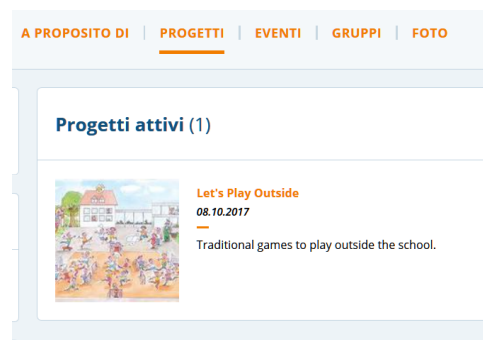 A PROPOSITO DI | PROGETTI | EVENTI | GRUPPI | FOTO
Progetti attivi (1)
Let's Play Outside
08.10.2017
Traditional games to play outside the school.